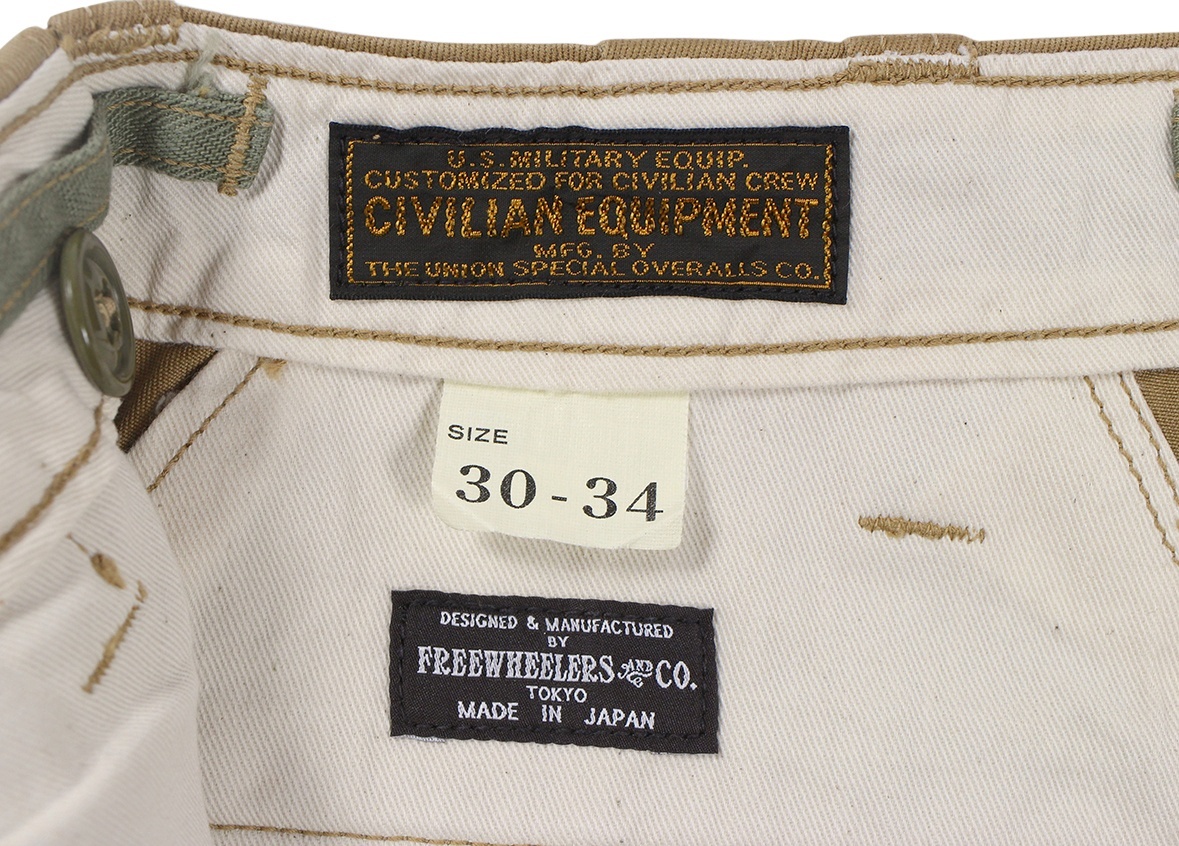 U.S. MILITARY EQUIP.
CUSTOMIZED FOR CIVILIAN CREW
CIVILIAN EQUIPMENT
MFG. BY
THE UNION SPECIAL OVERALLS CO.
SIZE
30-34
DESIGNED & MANUFACTURED
BY
FREEWHEELERS AND CO.
TOKYO
MADE IN JAPAN